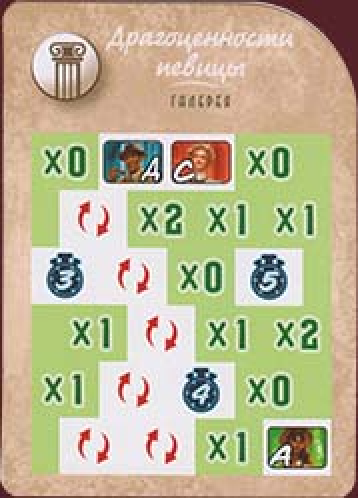 Драгоценности
певицы
ГАЛЕРЕЯ
x0 A C x0
x2 x1 x1
3 x0 5
x1 x1 x2
x1 4 x0
x1 A